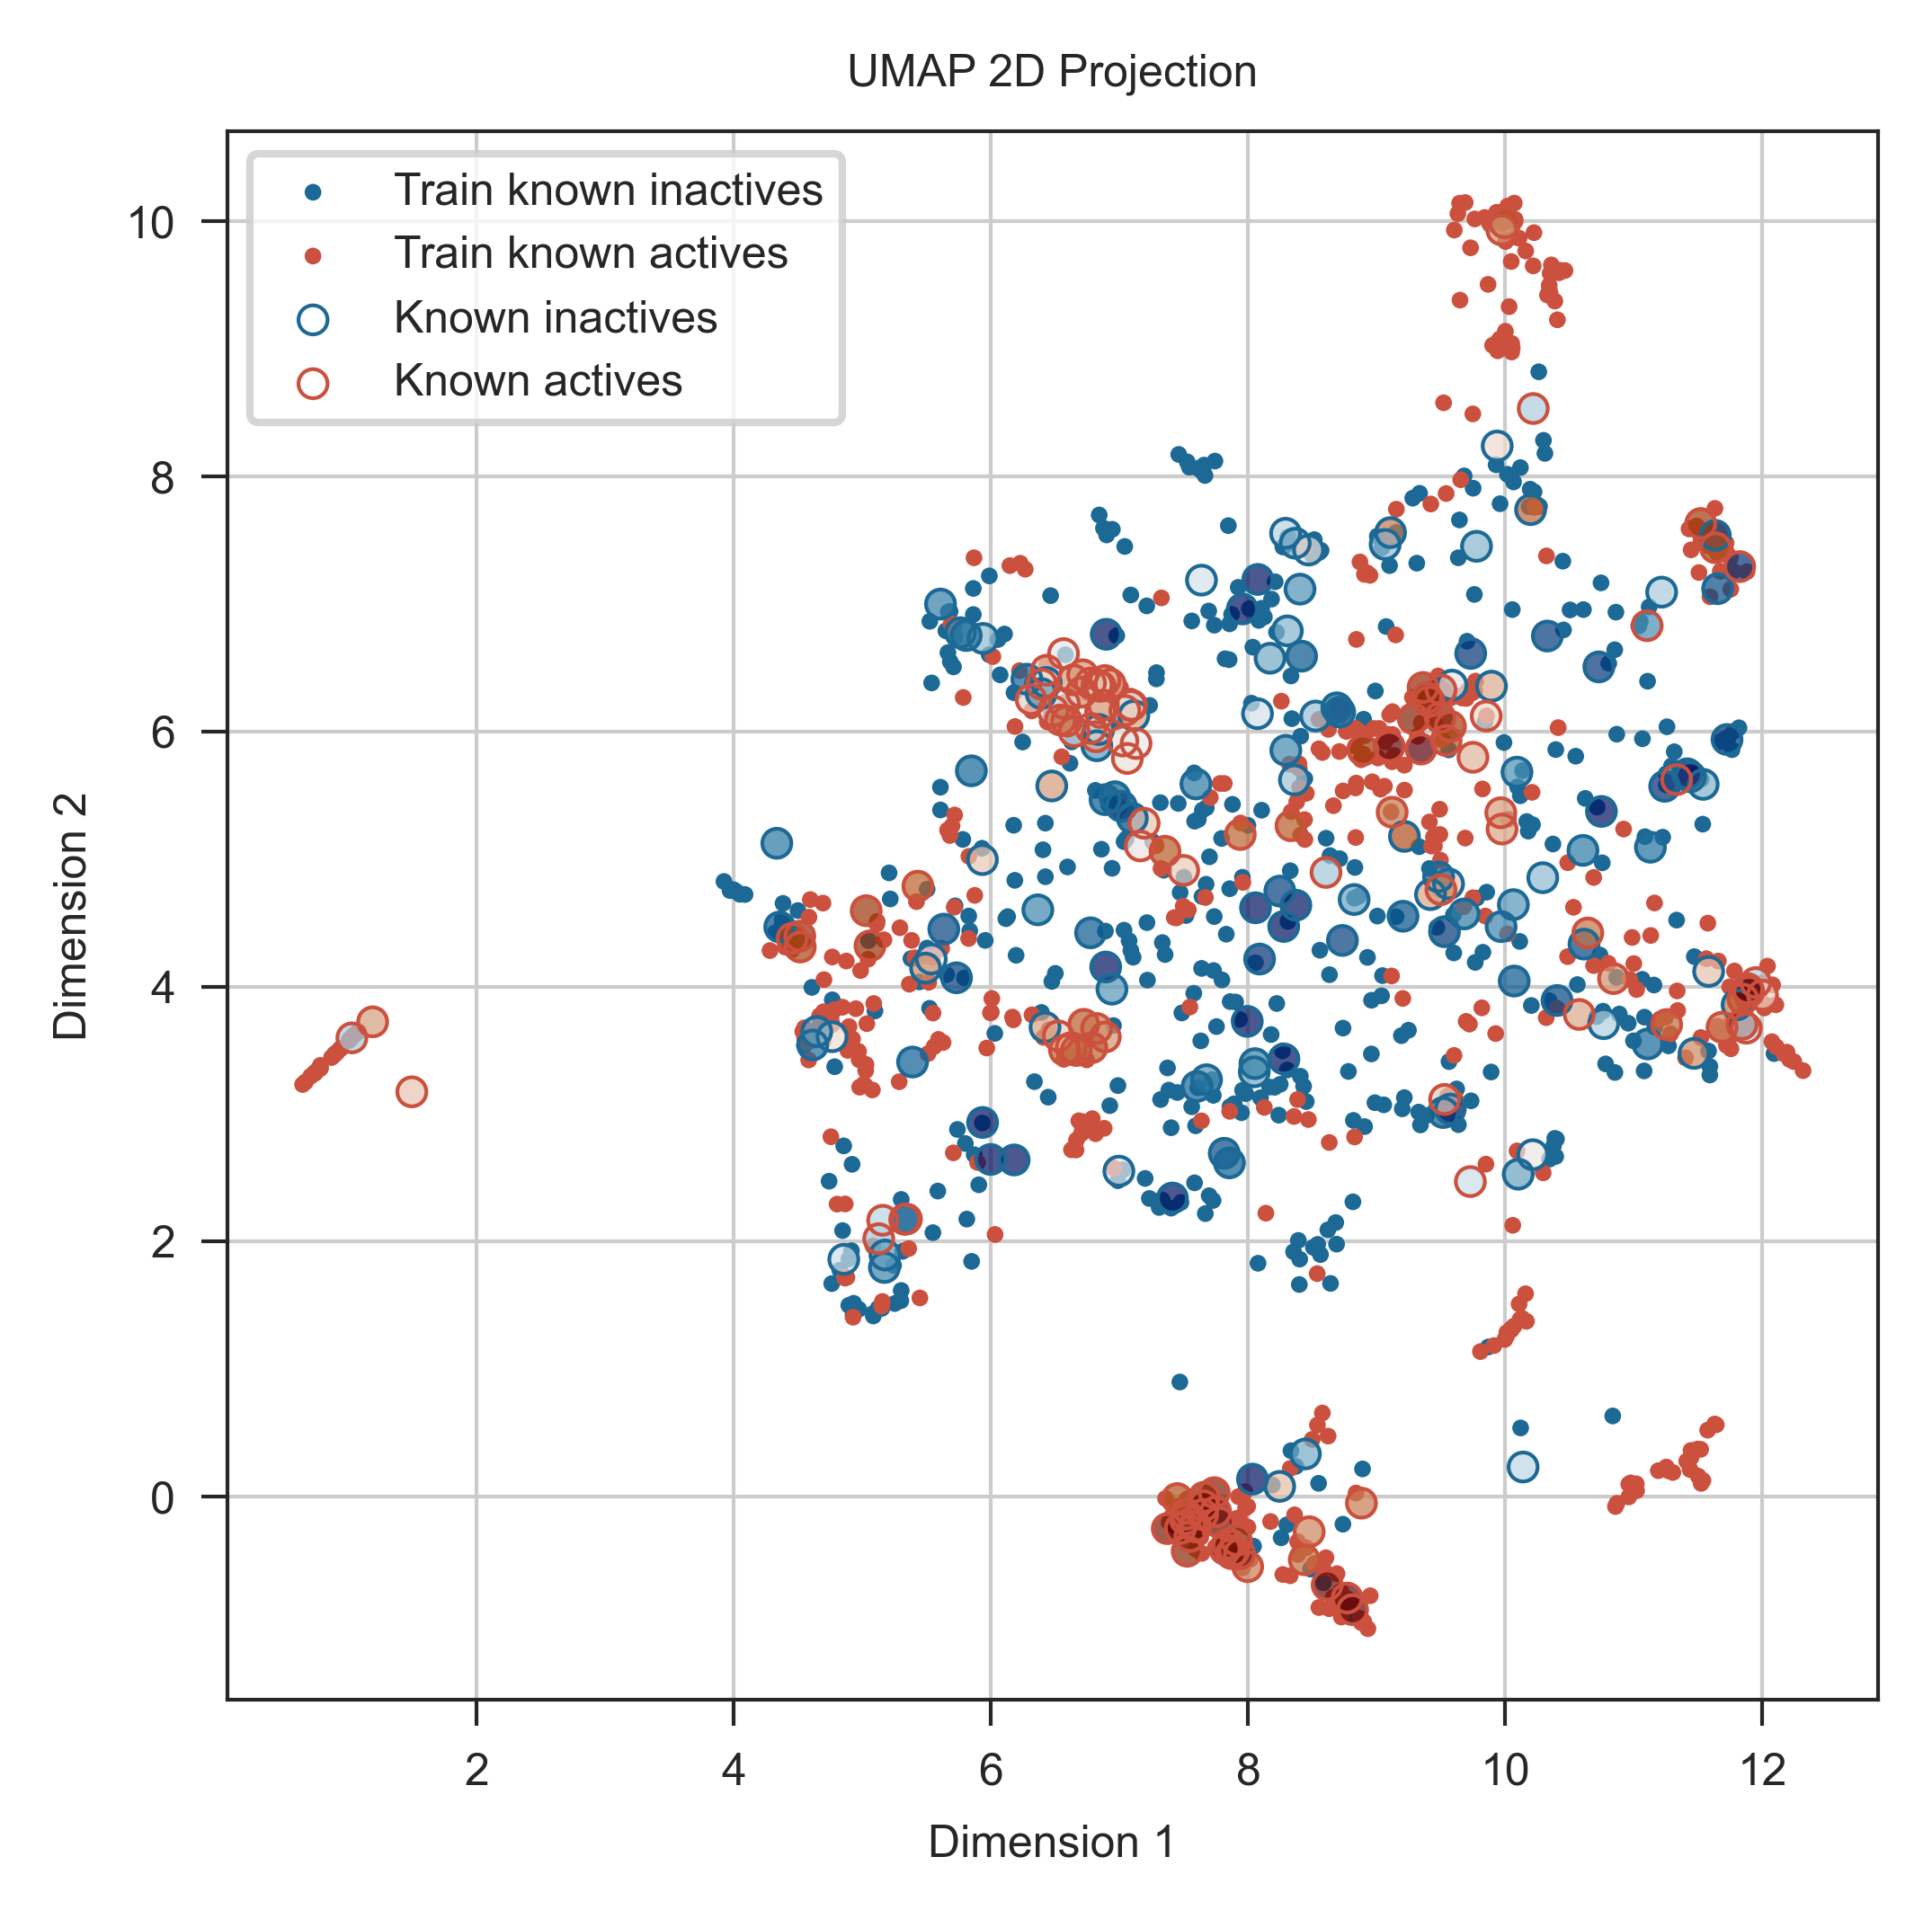 UMAP 2D Projection
Train known inactives
Train known actives
Known inactives
Known actives
10
8
6
4
2
0
Dimension 2
2 4 6 8 10 12
Dimension 1